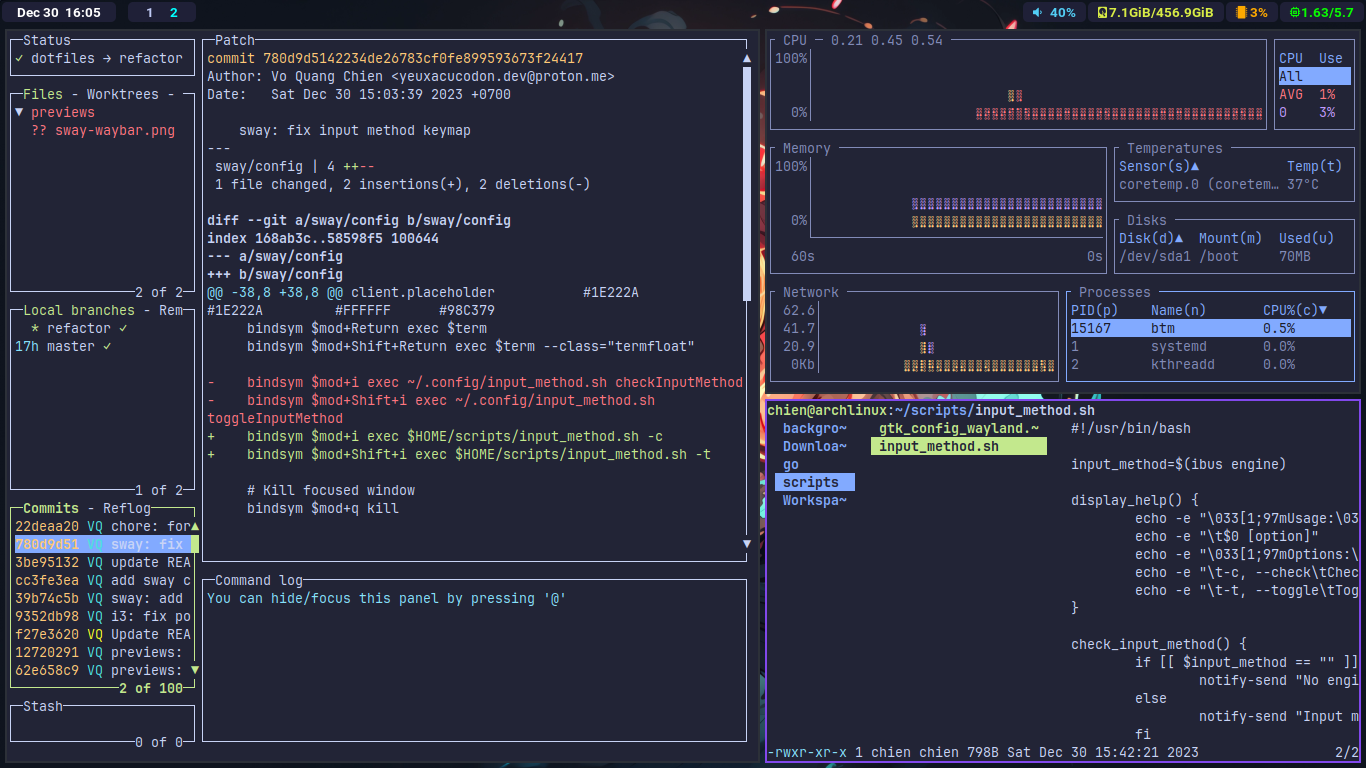 Dec 30 16:05
1 2
40%
7.1GiB/456.9GiB
3%
1.63/5.7
Status
✓ dotfiles → refactor
Files - Worktrees -
▼ previews
?? sway-waybar.png
2 of 2
Local branches - Rem
* refactor ✓
17h master ✓
1 of 2
Commits - Reflog
22deaa20 VQ chore: for
780d9d51 VQ sway: fix
3be95132 VQ update REA
cc3fe3ea VQ add sway c
39b74c5b VQ sway: add
9352db98 VQ i3: fix po
f27e3620 VQ Update REA
12720291 VQ previews:
62e658c9 VQ previews:
2 of 100
Stash
0 of 0
Patch
commit 780d9d5142234de26783cf0fe899593673f24417
Author: Vo Quang Chien <yeuxacucodon.dev@proton.me>
Date:   Sat Dec 30 15:03:39 2023 +0700
sway: fix input method keymap
---
sway/config | 4 ++--
1 file changed, 2 insertions(+), 2 deletions(-)
diff --git a/sway/config b/sway/config
index 168ab3c..58598f5 100644
--- a/sway/config
+++ b/sway/config
@@ -38,8 +38,8 @@ client.placeholder           #1E222A
#1E222A         #FFFFFF      #98C379
bindsym $mod+Return exec $term
bindsym $mod+Shift+Return exec $term --class="termfloat"
-    bindsym $mod+i exec ~/.config/input_method.sh checkInputMethod
-    bindsym $mod+Shift+i exec ~/.config/input_method.sh
toggleInputMethod
+    bindsym $mod+i exec $HOME/scripts/input_method.sh -c
+    bindsym $mod+Shift+i exec $HOME/scripts/input_method.sh -t
# Kill focused window
bindsym $mod+q kill
Command log
You can hide/focus this panel by pressing '@'
CPU — 0.21 0.45 0.54
100%
0%
CPU Use
All
AVG 1%
0 3%
Memory
100%
0%
60s 0s
Temperatures
Sensor(s)▲ Temp(t)
coretemp.0 (coretem… 37°C
Disks
Disk(d)▲ Mount(m) Used(u)
/dev/sda1 /boot 70MB
Network
62.6
41.7
20.9
0Kb
Processes
PID(p) Name(n) CPU%(c)▼
15167 btm 0.5%
1 systemd 0.0%
2 kthreadd 0.0%
chien@archlinux:~/scripts/input_method.sh
backgro~
Downloa~
go
scripts
Workspa~
gtk_config_wayland.~
input_method.sh
#!/usr/bin/bash
input_method=$(ibus engine)
display_help() {
echo -e "\033[1;97mUsage:\03
echo -e "\t$0 [option]"
echo -e "\033[1;97mOptions:\
echo -e "\t-c, --check\tChec
echo -e "\t-t, --toggle\tTog
}
check_input_method() {
if [[ $input_method == "" ]]
notify-send "No engi
else
notify-send "Input m
fi
-rwxr-xr-x 1 chien chien 798B Sat Dec 30 15:42:21 2023 2/2